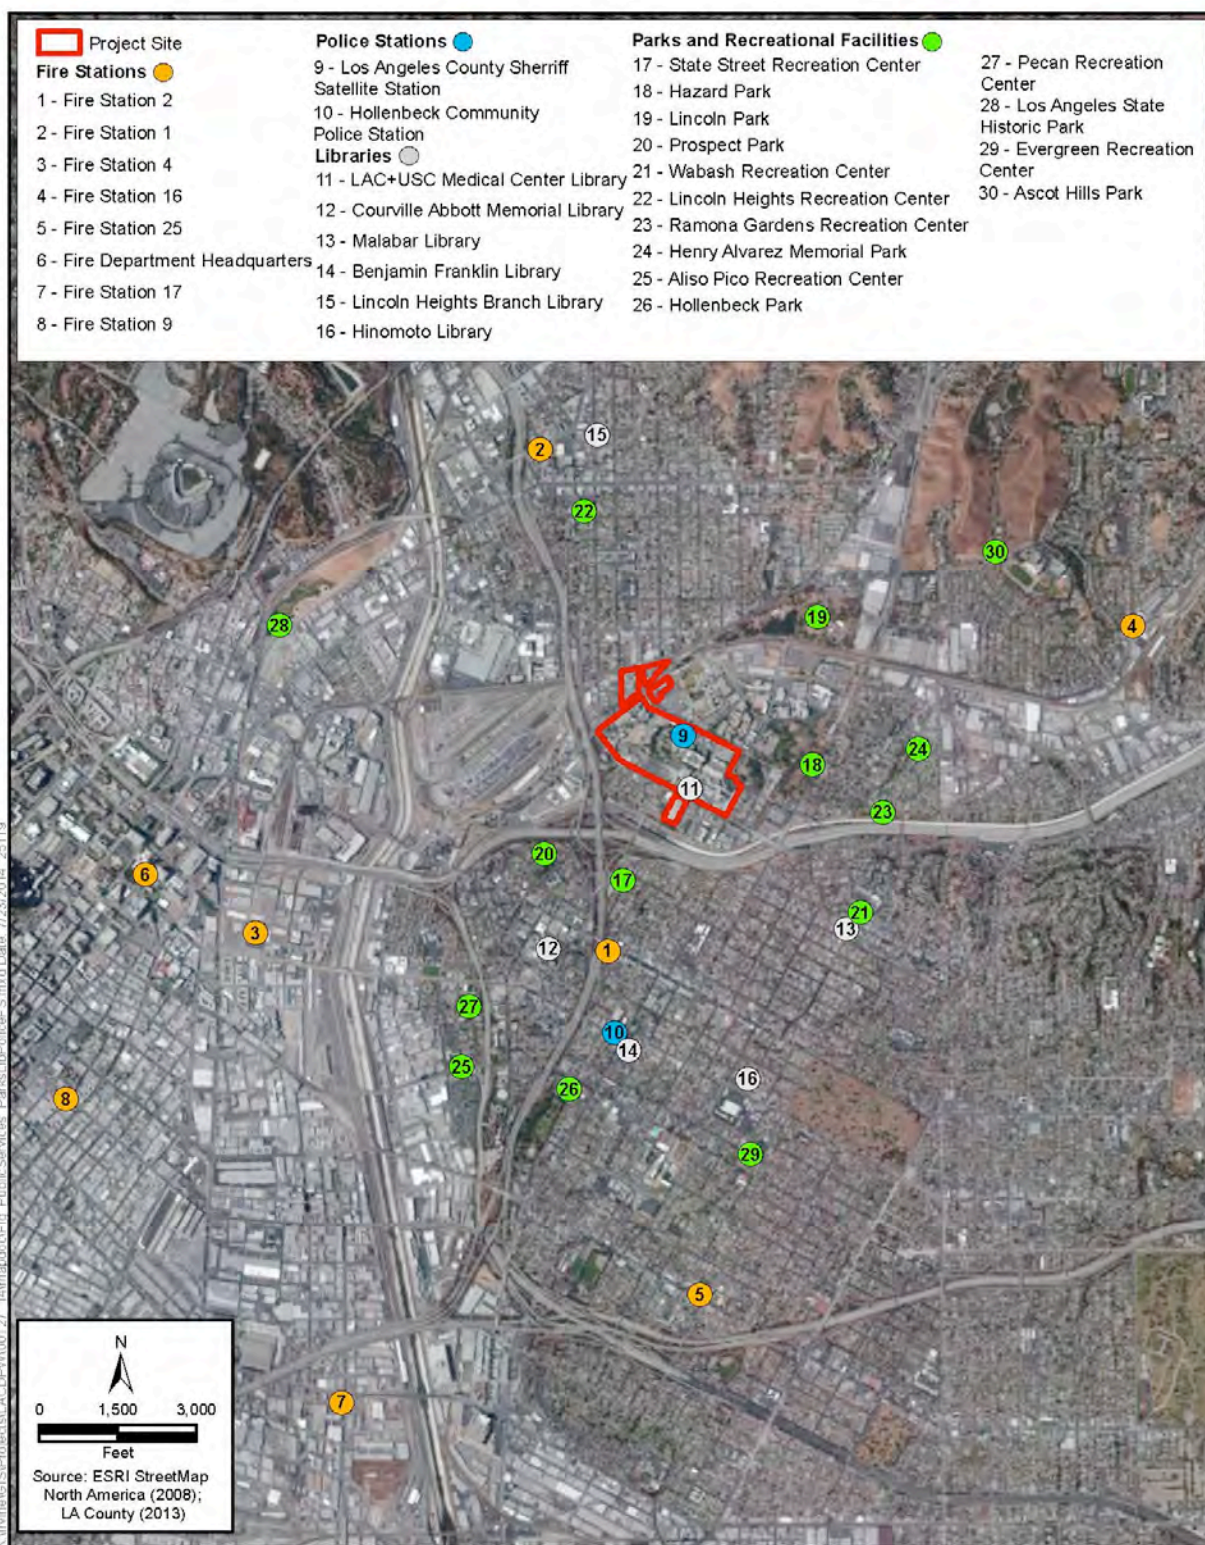 Project Site
Fire Stations
1 - Fire Station 2
2 - Fire Station 1
3 - Fire Station 4
4 - Fire Station 16
5 - Fire Station 25
6 - Fire Department Headquarters
7 - Fire Station 17
8 - Fire Station 9
Police Stations
9 - Los Angeles County Sherriff
Satellite Station
10 - Hollenbeck Community
Police Station
Libraries
11 - LAC+USC Medical Center Library
12 - Courville Abbott Memorial Library
13 - Malabar Library
14 - Benjamin Franklin Library
15 - Lincoln Heights Branch Library
16 - Hinomoto Library
Parks and Recreational Facilities
17 - State Street Recreation Center
18 - Hazard Park
19 - Lincoln Park
20 - Prospect Park
21 - Wabash Recreation Center
22 - Lincoln Heights Recreation Center
23 - Ramona Gardens Recreation Center
24 - Henry Alvarez Memorial Park
25 - Aliso Pico Recreation Center
26 - Hollenbeck Park
27 - Pecan Recreation
Center
28 - Los Angeles State
Historic Park
29 - Evergreen Recreation
Center
30 - Ascot Hills Park
15
2
22
30
28
19
4
9
24
18
11
23
20
6
17
21
13
3
12
1
27
10
14
25
16
26
8
29
5
7
N
0 1,500 3,000
Feet
Source: ESRI StreetMap
North America (2008);
LA County (2013)